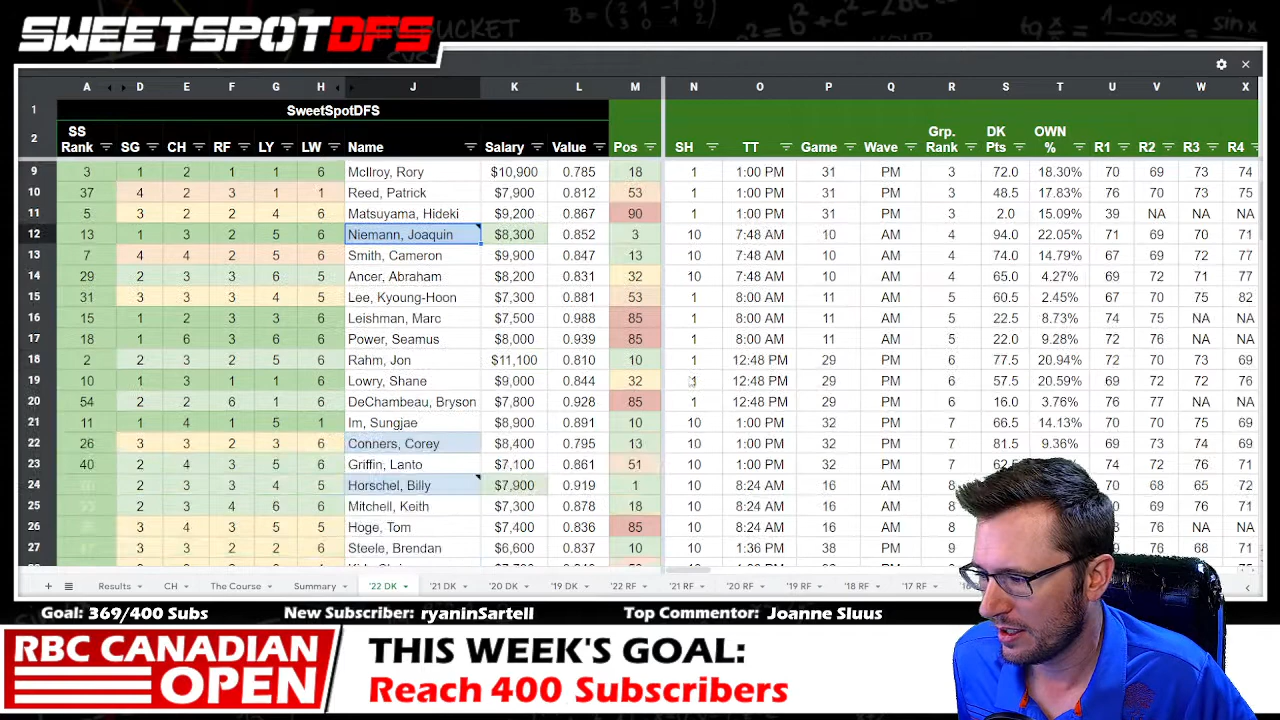 SWEETSPOTDFS
A D E F G H J K L M N O P Q R S T U V W X
1 SweetSpotDFS
2 SS Rank SG CH RF LY LW Name Salary Value Pos SH TT Game Wave Grp. Rank DK Pts OWN % R1 R2 R3 R4
9 3 1 2 1 1 6 McIlroy, Rory $10,900 0.785 18 1 1:00 PM 31 PM 3 72.0 18.30% 70 69 73 74
10 37 4 2 3 1 1 Reed, Patrick $7,900 0.812 53 1 1:00 PM 31 PM 3 48.5 17.83% 76 70 73 75
11 5 3 2 2 4 6 Matsuyama, Hideki $9,200 0.867 90 1 1:00 PM 31 PM 3 2.0 15.09% 39 NA NA NA
12 13 1 3 2 5 6 Niemann, Joaquin $8,300 0.852 3 10 7:48 AM 10 AM 4 94.0 22.05% 71 69 71 70
13 7 4 4 2 5 6 Smith, Cameron $9,900 0.847 13 10 7:48 AM 10 AM 4 74.0 14.79% 67 69 72 77
14 29 2 3 3 6 5 Ancer, Abraham $8,200 0.831 32 10 7:48 AM 10 AM 4 65.0 4.27% 69 72 71 77
15 31 3 3 3 4 5 Lee, Kyoung-Hoon $7,300 0.884 53 1 8:00 AM 11 AM 5 60.5 2.45% 67 70 75 82
16 15 1 2 3 4 6 Leishman, Marc $7,500 0.988 85 1 8:00 AM 11 AM 5 22.5 8.73% 74 75 NA NA
17 18 1 6 3 6 5 Power, Seamus $8,000 0.939 85 1 8:00 AM 11 AM 5 22.0 9.28% 76 75 NA NA
18 2 2 3 2 5 6 Rahm, Jon $11,100 0.810 10 1 12:48 PM 29 PM 6 77.5 20.94% 72 70 73 69
19 10 1 3 1 1 6 Lowry, Shane $9,000 0.844 32 1 12:48 PM 29 PM 6 57.5 20.59% 69 72 72 76
20 54 2 2 6 1 6 DeChambeau, Bryson $7,800 0.928 85 1 12:48 PM 29 PM 6 16.0 3.76% 76 77 NA NA
21 11 1 4 1 5 1 Im, Sungjae $8,900 0.891 10 10 1:00 PM 32 PM 7 66.5 14.13% 70 70 75 69
22 26 3 3 2 3 6 Conners, Corey $8,400 0.795 13 10 1:00 PM 32 PM 7 81.5 9.36% 69 73 74 69
23 40 2 4 3 5 6 Griffin, Lanto $7,100 0.861 51 10 1:00 PM 32 PM 7 72 74 73 71
24 2 3 3 4 5 Horschel, Billy $7,900 0.919 1 10 8:24 AM 16 AM 8 68 65 72
25 2 3 4 6 6 Mitchell, Keith $7,300 0.878 18 10 8:24 AM 16 AM 8 69 76 71
26 3 4 3 5 5 Hoge, Tom $7,400 0.836 85 10 8:24 AM 16 AM 8 76 NA NA
27 3 3 2 2 6 Steele, Brendan $6,600 0.837 10 10 1:36 PM 38 PM 9 76 68 71
+ Results CH The Course Summary '22 DK '21 DK '20 DK '19 DK '22 RF '21 RF '20 RF '19 RF '18 RF '17 RF
Goal: 369/400 Subs New Subscriber: ryaninSartell Top Commentor: Joanne Sluus
RBC CANADIAN
OPEN
THIS WEEK'S GOAL:
Reach 400 Subscribers